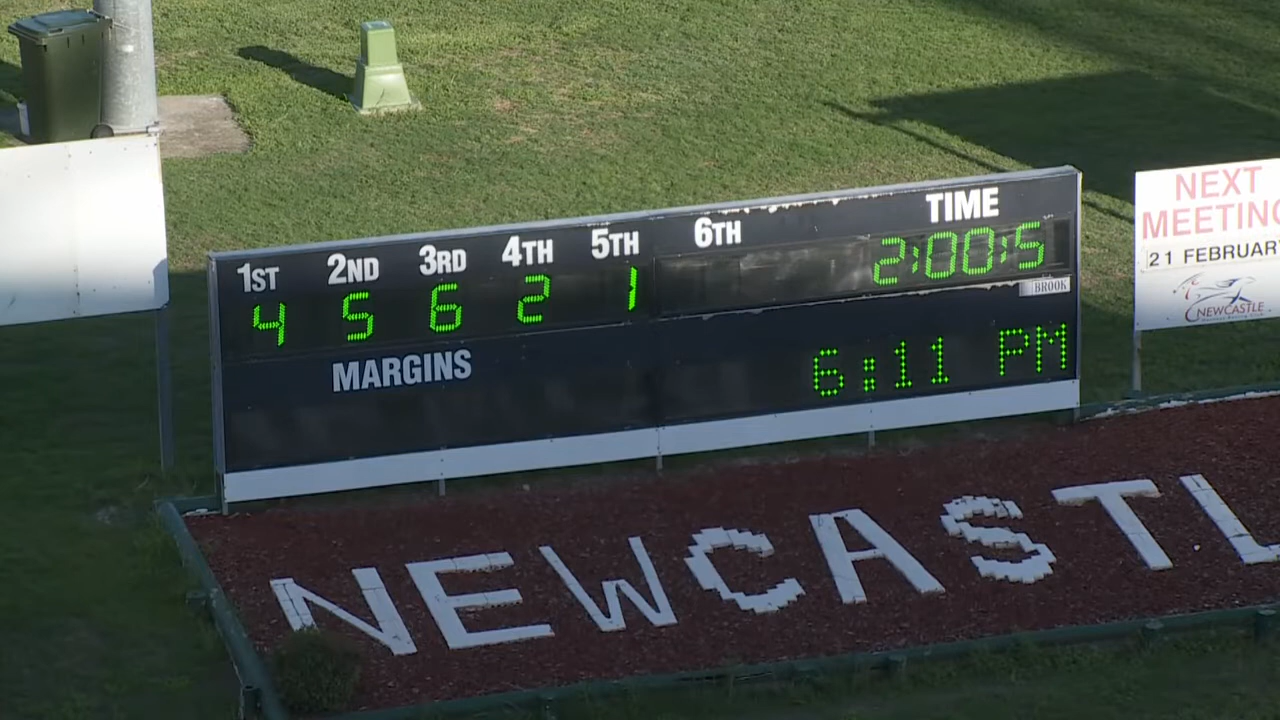 1ST 2ND 3RD 4TH 5TH 6TH TIME
4 5 6 2 1 2:00:5
BROOK
MARGINS
6:11 PM
NEXT
MEETING
21 FEBRUARY
NEWCASTLE
NEWCASTL